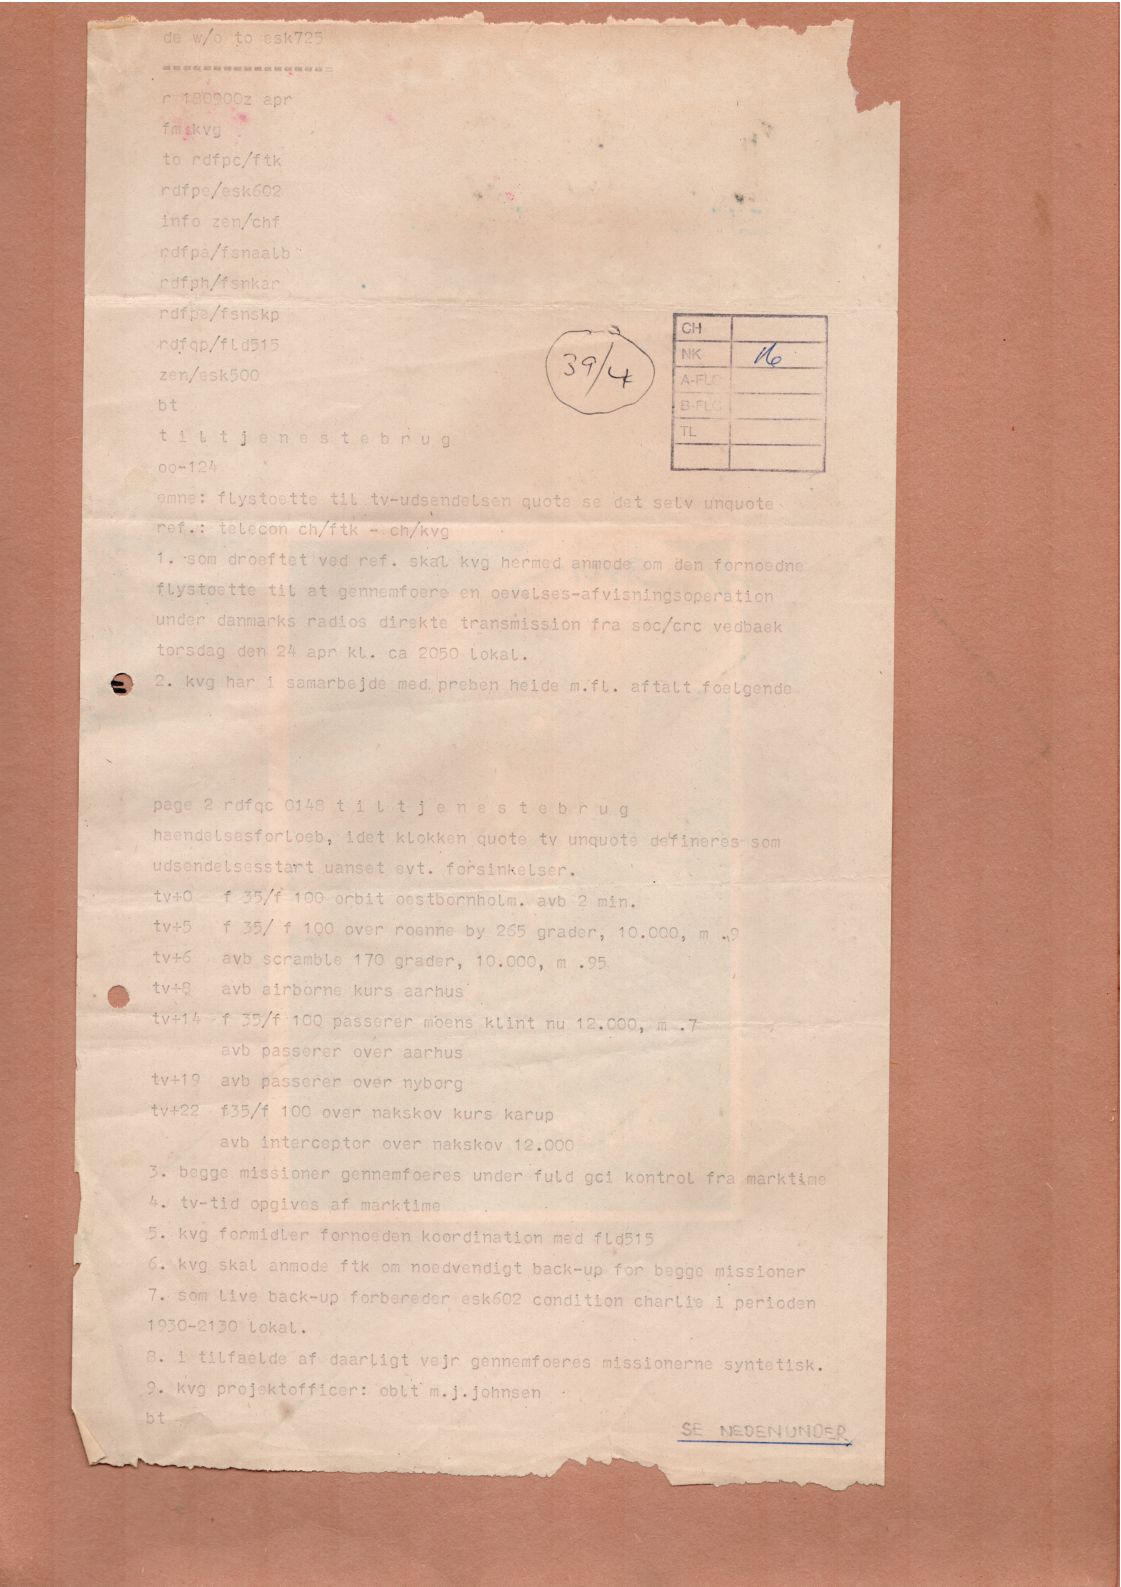 de w/o to esk725
=================
r 180900z apr
fm kvg
to rdfpc/ftk
rdfpe/esk602
info zen/chf
rdfpa/fsnaalb
rdfph/fsnkar
rdfpe/fsnskp
rdfqp/fld515
zen/esk500
bt
t i l t j e n e s t e b r u g
oo-124
emne: flystoette til tv-udsendelsen quote se det selv unquote
ref.: telecon ch/ftk - ch/kvg
1. som droeftet ved ref. skal kvg hermed anmode om den fornoedne
flystoette til at gennemfoere en oevelses-afvisningsoperation
under danmarks radios direkte transmission fra soc/crc vedbaek
torsdag den 24 apr kl. ca 2050 lokal.
2. kvg har i samarbejde med preben heide m.fl. aftalt foelgende
39/4
CH
NK
A-FLG
B-FLG
TL
page 2 rdfqc 0148 t i l t j e n e s t e b r u g
haendelsesforloeb, idet klokken quote tv unquote defineres som
udsendelsesstart uanset evt. forsinkelser.
tv+0 f 35/f 100 orbit oestbornholm. avb 2 min.
tv+5 f 35/ f 100 over roenne by 265 grader, 10.000, m .9
tv+6 avb scramble 170 grader, 10.000, m .95
tv+8 avb airborne kurs aarhus
tv+14 f 35/f 100 passerer moens klint nu 12.000, m .7
avb passerer over aarhus
tv+19 avb passerer over nyborg
tv+22 f35/f 100 over nakskov kurs karup
avb interceptor over nakskov 12.000
3. begge missioner gennemfoeres under fuld gci kontrol fra marktime
4. tv-tid opgives af marktime
5. kvg formidler fornoeden koordination med fld515
6. kvg skal anmode ftk om noedvendigt back-up for begge missioner
7. som live back-up forbereder esk602 condition charlie i perioden
1930-2130 lokal.
8. i tilfaelde af daarligt vejr gennemfoeres missionerne syntetisk.
9. kvg projektofficer: oblt m.j.johnsen
bt
SE NEDENUNDER